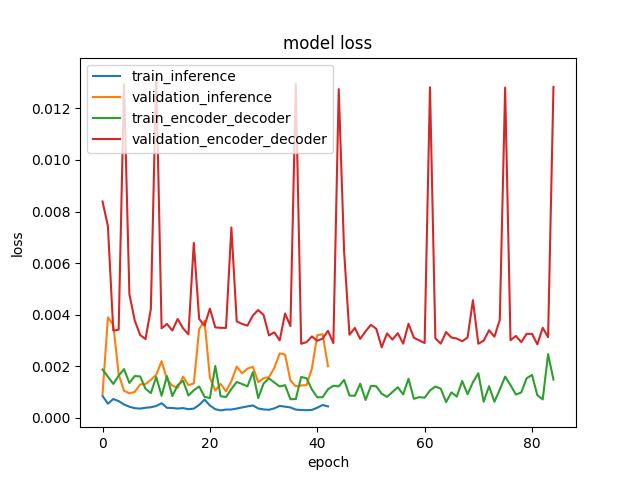 model loss
train_inference
validation_inference
train_encoder_decoder
validation_encoder_decoder
loss
0.012
0.010
0.008
0.006
0.004
0.002
0.000
0 20 40 60 80
epoch